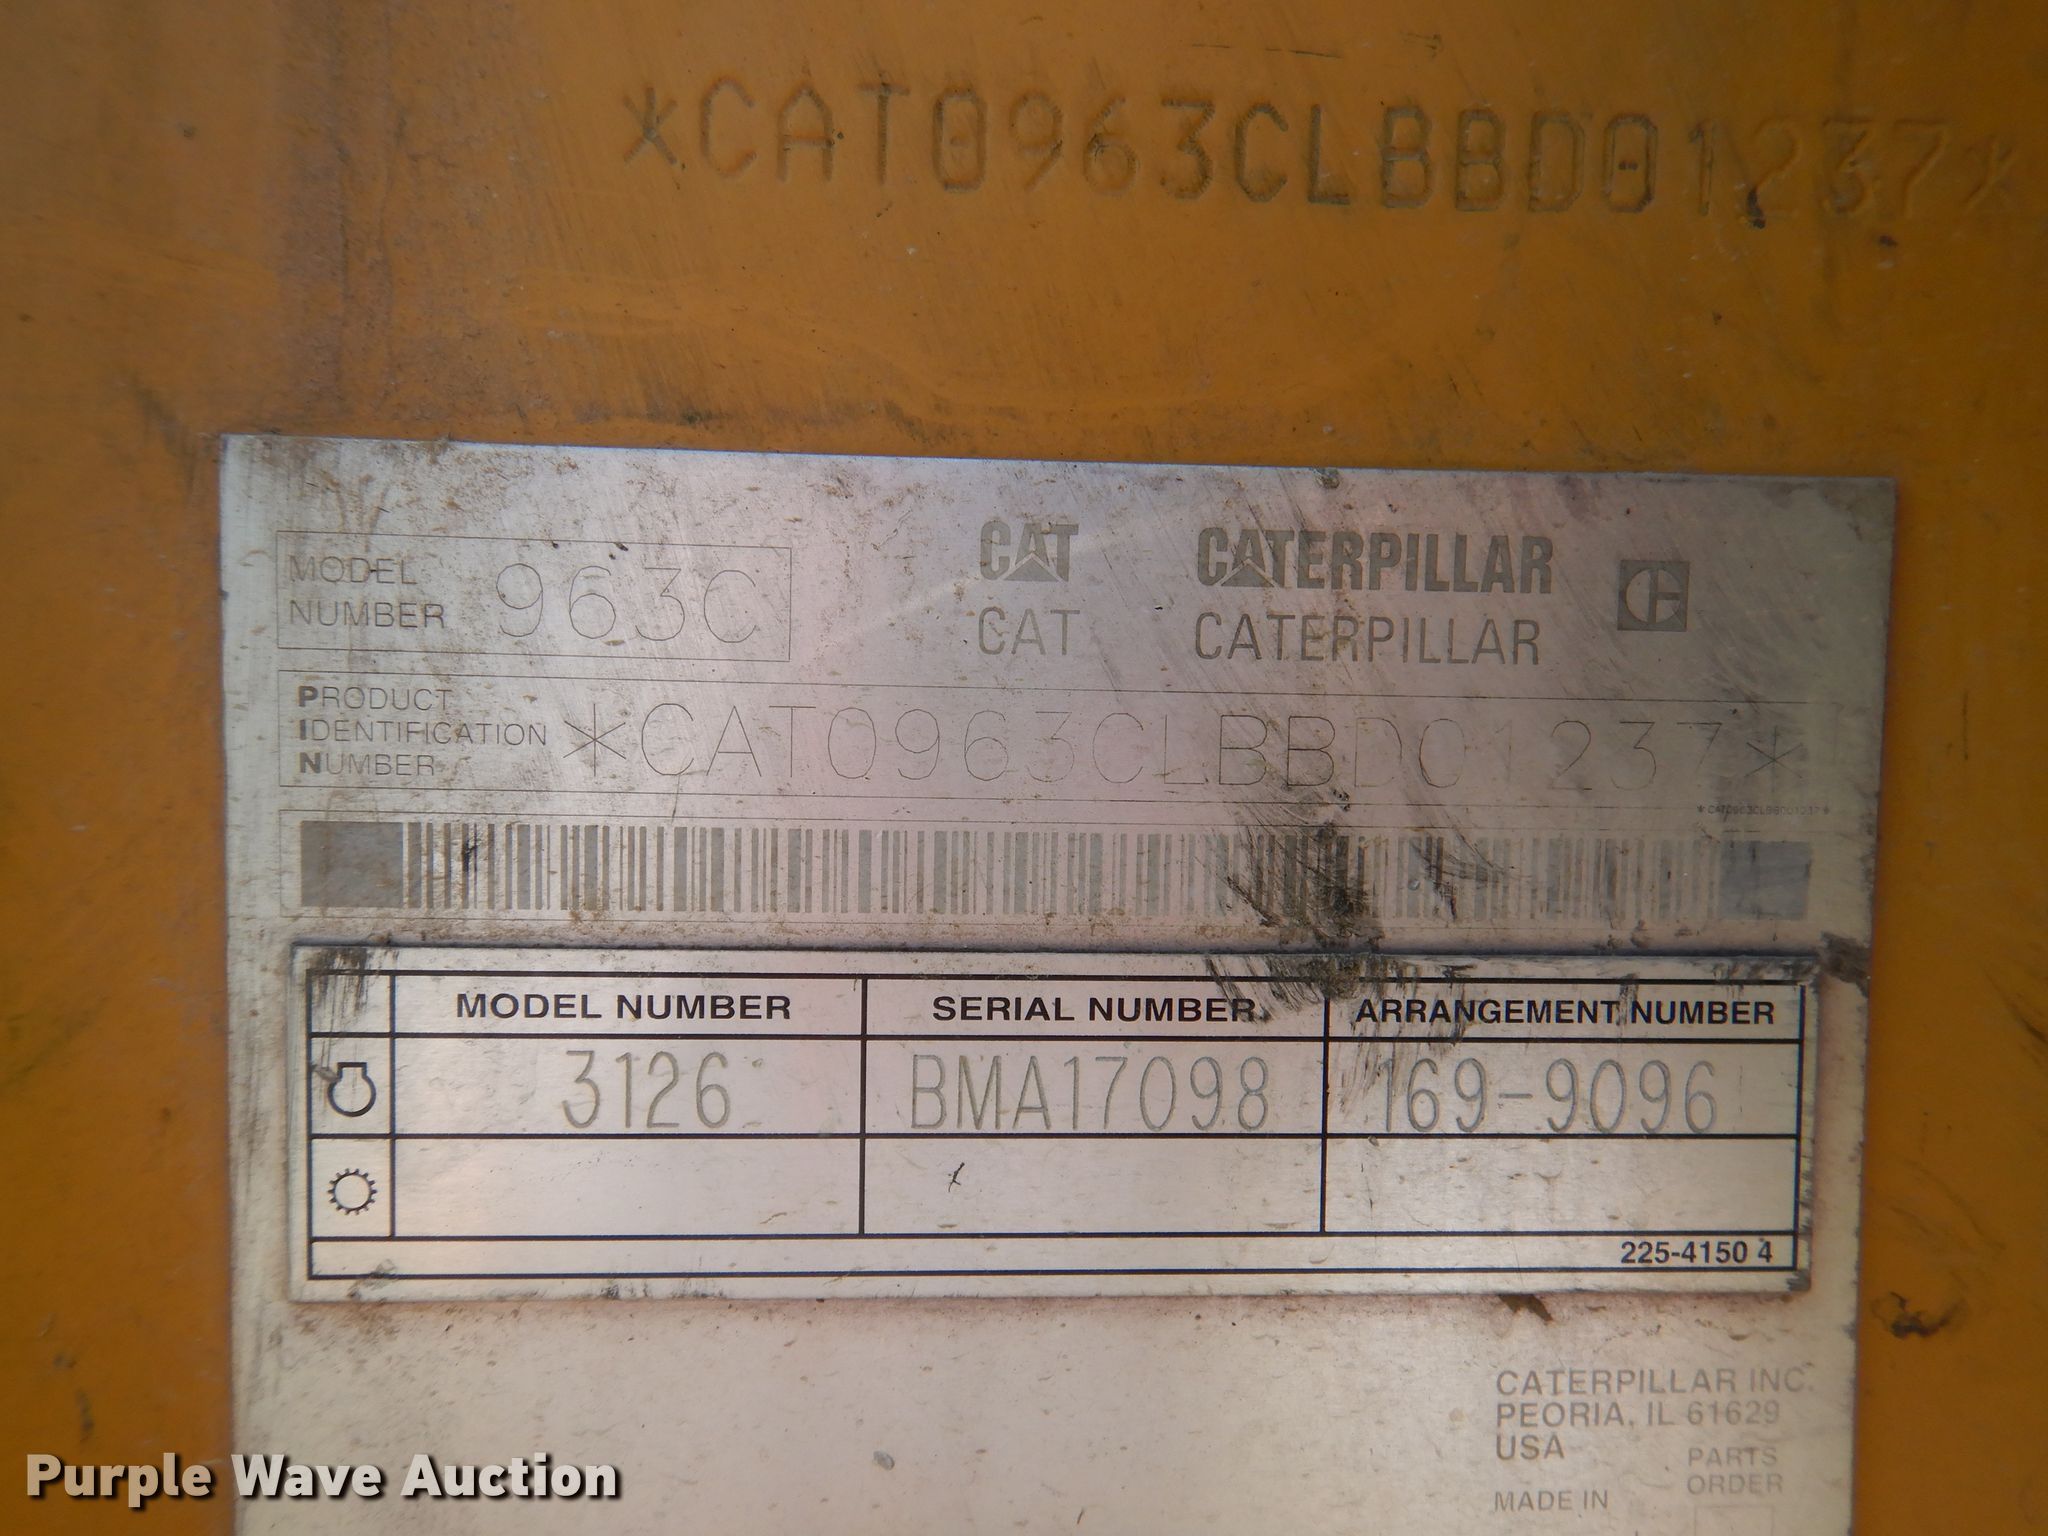 *CAT0963CLBBD01237*
MODEL NUMBER 963C
CAT CATERPILLAR
CAT CATERPILLAR
PRODUCT IDENTIFICATION NUMBER *CAT0963CLBBD01237*
*CAT0963CLBBD01237*
MODEL NUMBER SERIAL NUMBER ARRANGEMENT NUMBER
3126 BMA17098 169-9096
225-4150 4
CATERPILLAR INC.
PEORIA, IL 61629
USA
PARTS ORDER
MADE IN
Purple Wave Auction